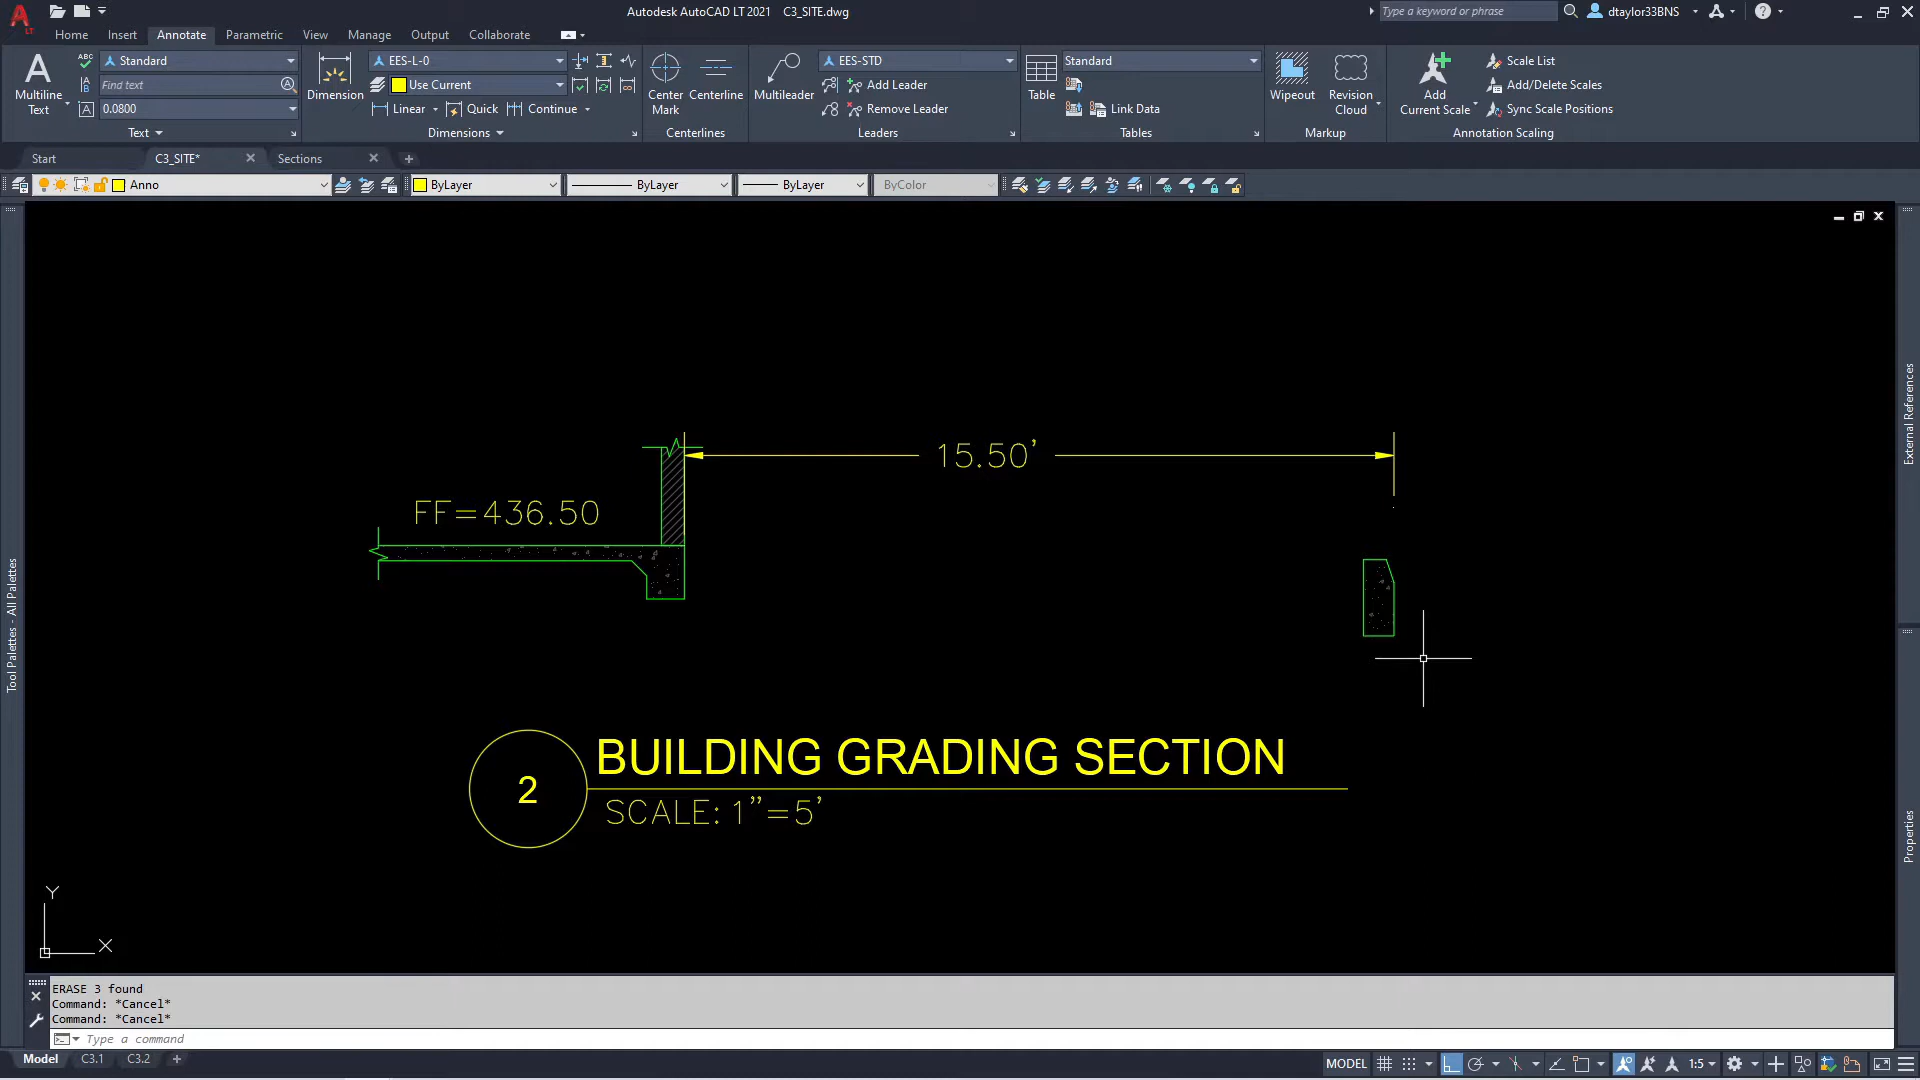 Autodesk AutoCAD LT 2021 C3_SITE.dwg
Type a keyword or phrase
dtaylor33BNS
LT
Home Insert Annotate Parametric View Manage Output Collaborate
Multiline Text
ABC
Standard
Find text
0.0800
Text
Dimension
EES-L-0
Use Current
Linear Quick Continue
Dimensions
Center Mark
Centerline
Centerlines
Multileader
EES-STD
Add Leader
Remove Leader
Leaders
Table
Standard
Link Data
Tables
Wipeout
Revision Cloud
Markup
Add Current Scale
Scale List
Add/Delete Scales
Sync Scale Positions
Annotation Scaling
Start C3_SITE* Sections
Anno ByLayer ByLayer ByLayer ByColor
15.50'
FF=436.50
2
BUILDING GRADING SECTION
SCALE: 1"=5'
Y
X
Tool Palettes - All Palettes
External References
Properties
ERASE 3 found
Command: *Cancel*
Command: *Cancel*
Type a command
Model C3.1 C3.2
MODEL
1:5